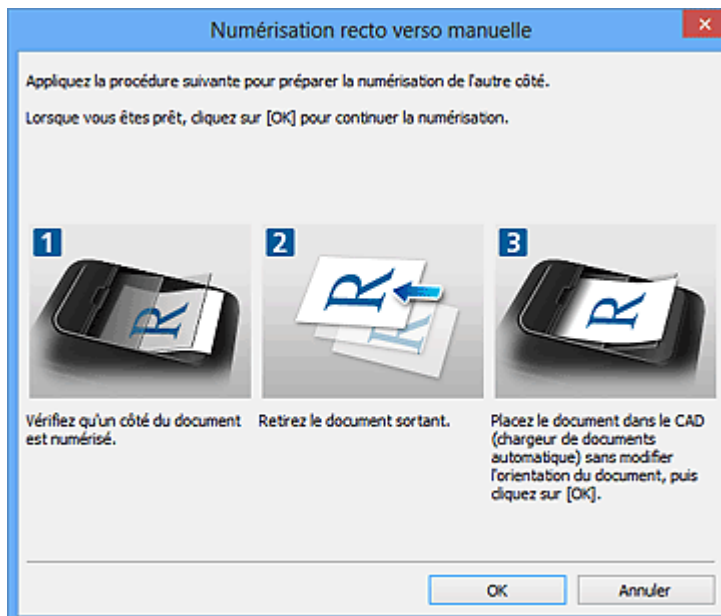 Numérisation recto verso manuelle
Appliquez la procédure suivante pour préparer la numérisation de l'autre côté.
Lorsque vous êtes prêt, cliquez sur [OK] pour continuer la numérisation.
1
R
2
R
R
3
R
Vérifiez qu'un côté du document
est numérisé.
Retirez le document sortant.
Placez le document dans le CAD
(chargeur de documents
automatique) sans modifier
l'orientation du document, puis
cliquez sur [OK].
OK
Annuler